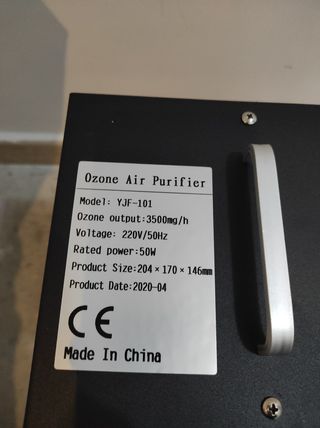 Ozone Air Purifier
Model: YJF-101
Ozone output:3500mg/h
Voltage: 220V/50Hz
Rated power:50W
Product Size:204×170×146mm
Product Date:2020-04
CE
Made In China